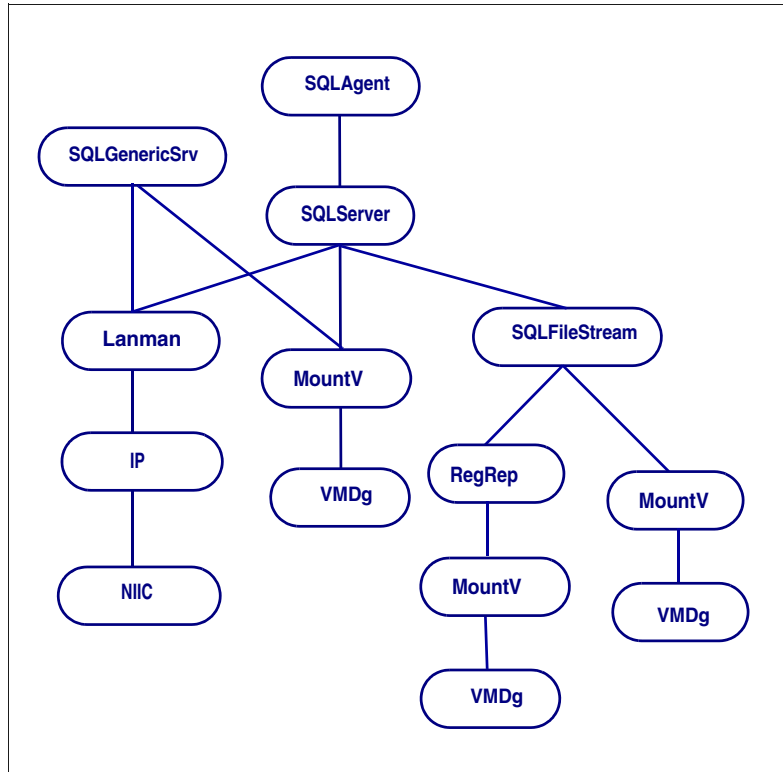 SQLAgent
SQLGenericSrv
SQLServer
Lanman
SQLFileStream
MountV
IP
RegRep
VMDg
MountV
NIIC
MountV
VMDg
VMDg